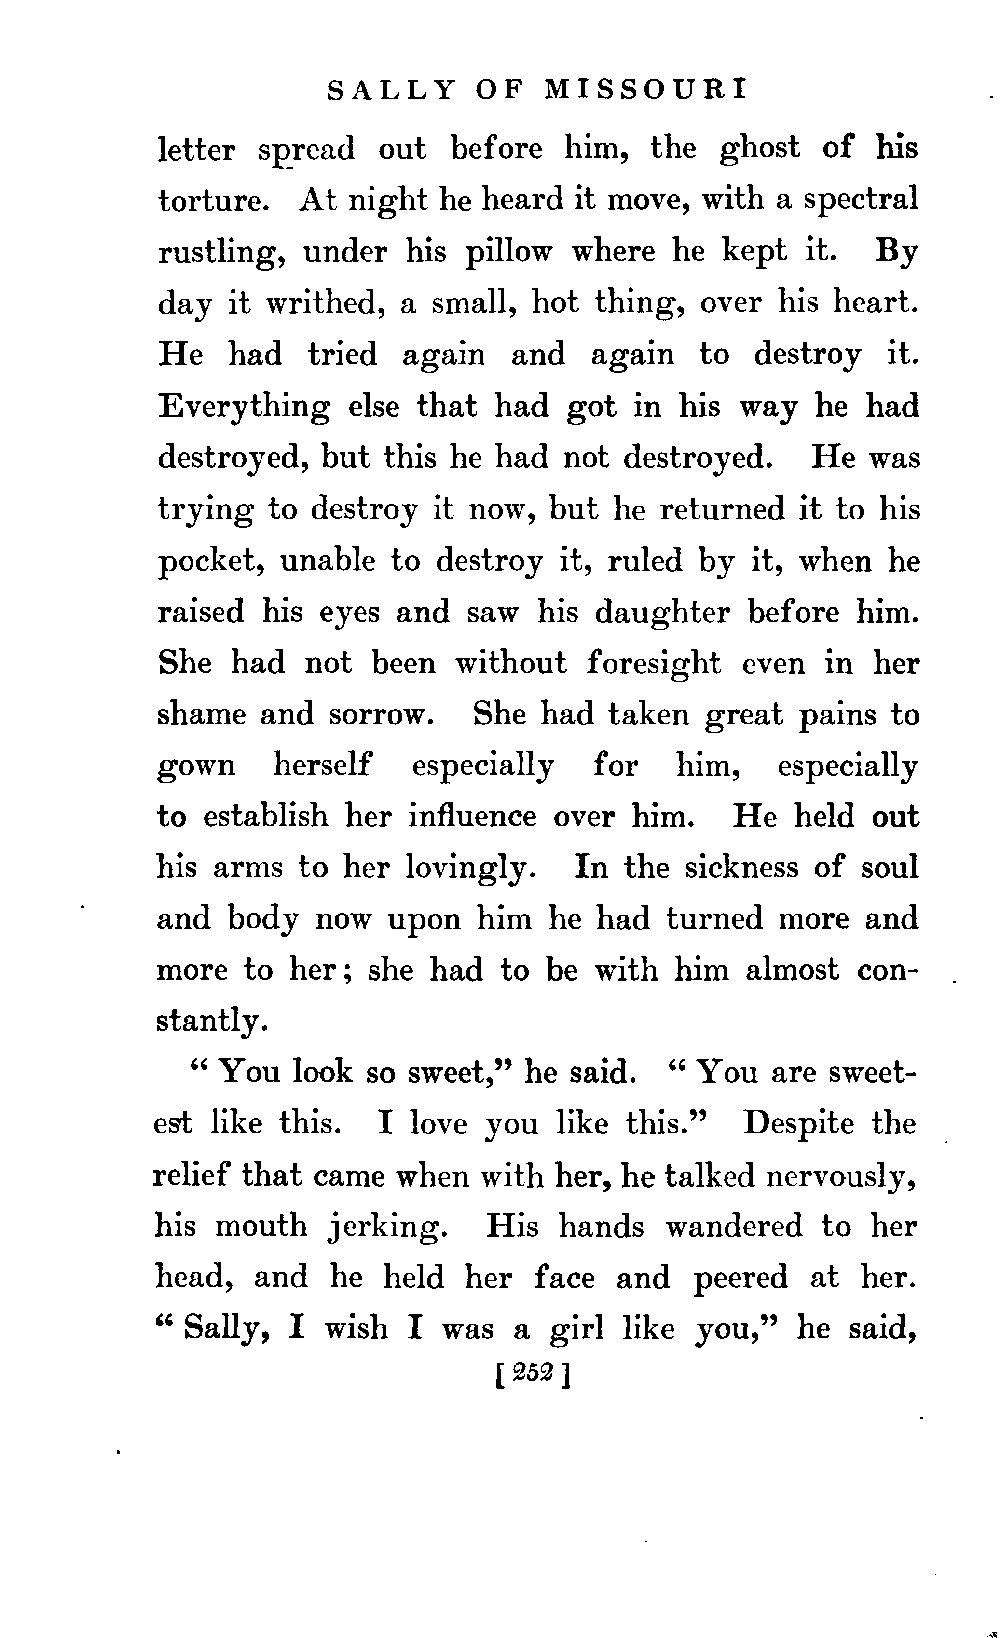 SALLY OF MISSOURI
letter spread out before him, the ghost of his
torture. At night he heard it move, with a spectral
rustling, under his pillow where he kept it. By
day it writhed, a small, hot thing, over his heart.
He had tried again and again to destroy it.
Everything else that had got in his way he had
destroyed, but this he had not destroyed. He was
trying to destroy it now, but he returned it to his
pocket, unable to destroy it, ruled by it, when he
raised his eyes and saw his daughter before him.
She had not been without foresight even in her
shame and sorrow. She had taken great pains to
gown herself especially for him, especially
to establish her influence over him. He held out
his arms to her lovingly. In the sickness of soul
and body now upon him he had turned more and
more to her; she had to be with him almost con-
stantly.
“ You look so sweet,” he said. “ You are sweet-
est like this. I love you like this.” Despite the
relief that came when with her, he talked nervously,
his mouth jerking. His hands wandered to her
head, and he held her face and peered at her.
“ Sally, I wish I was a girl like you,” he said,
[ 252 ]